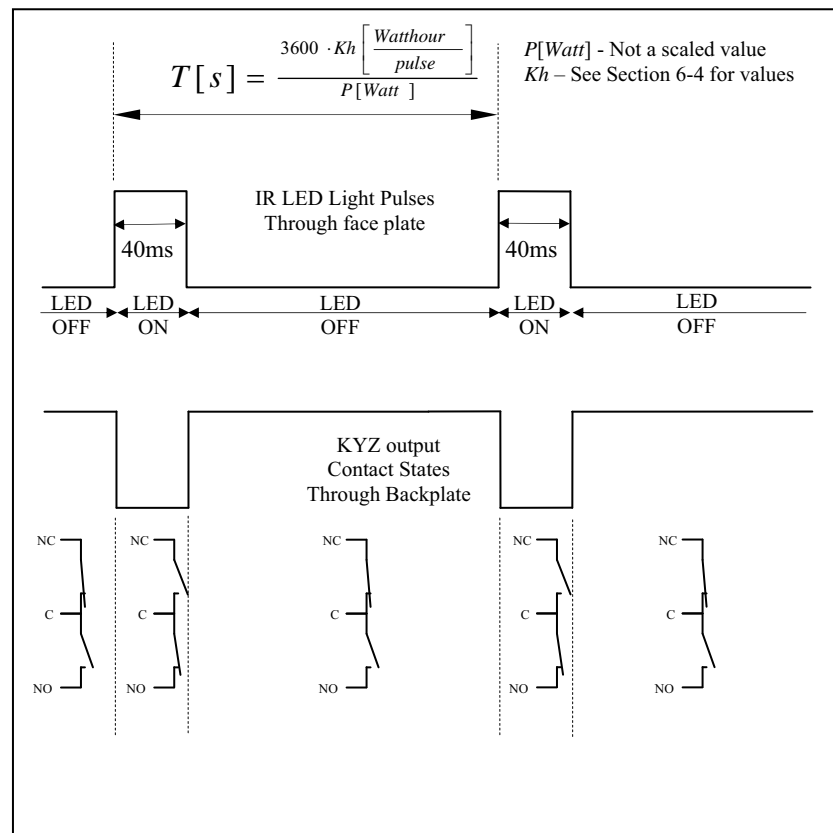 T[s] = 3600 · Kh [Watthour / pulse] / P[Watt ]
P[Watt] - Not a scaled value
Kh – See Section 6-4 for values
IR LED Light Pulses
Through face plate
40ms
40ms
LED
OFF
LED
ON
LED
OFF
LED
ON
LED
OFF
KYZ output
Contact States
Through Backplate
NC
NC
NC
NC
NC
C
C
C
C
C
NO
NO
NO
NO
NO